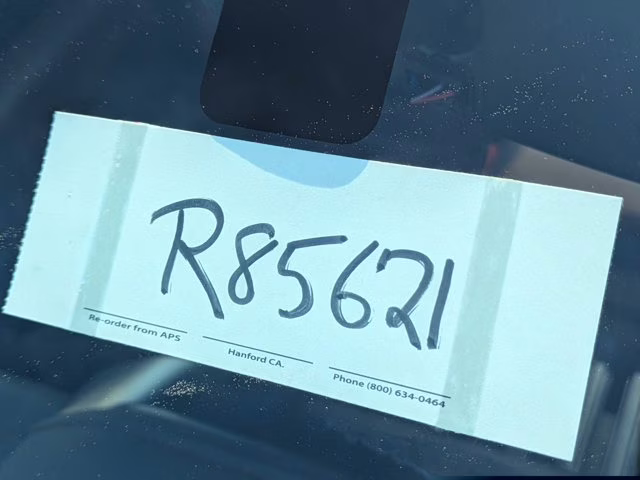 R85621
Re-order from APS
Hanford CA.
Phone (800) 634-0464